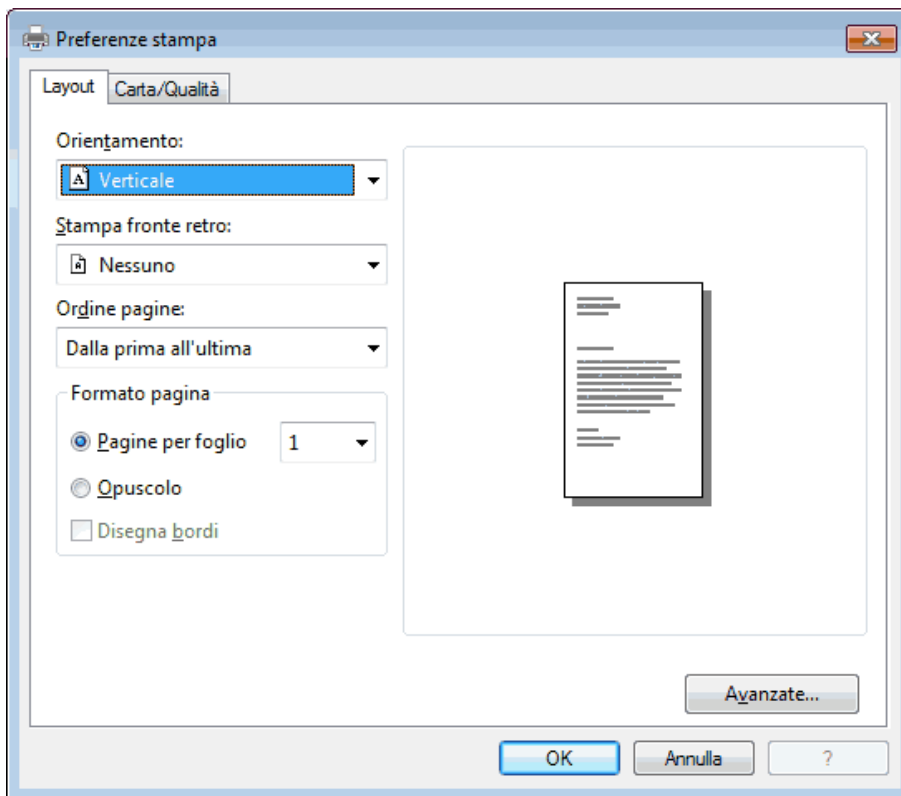 Preferenze stampa
Layout Carta/Qualità
Orientamento:
Verticale
Stampa fronte retro:
Nessuno
Ordine pagine:
Dalla prima all'ultima
Formato pagina
Pagine per foglio 1
Opuscolo
Disegna bordi
Avanzate...
OK Annulla ?